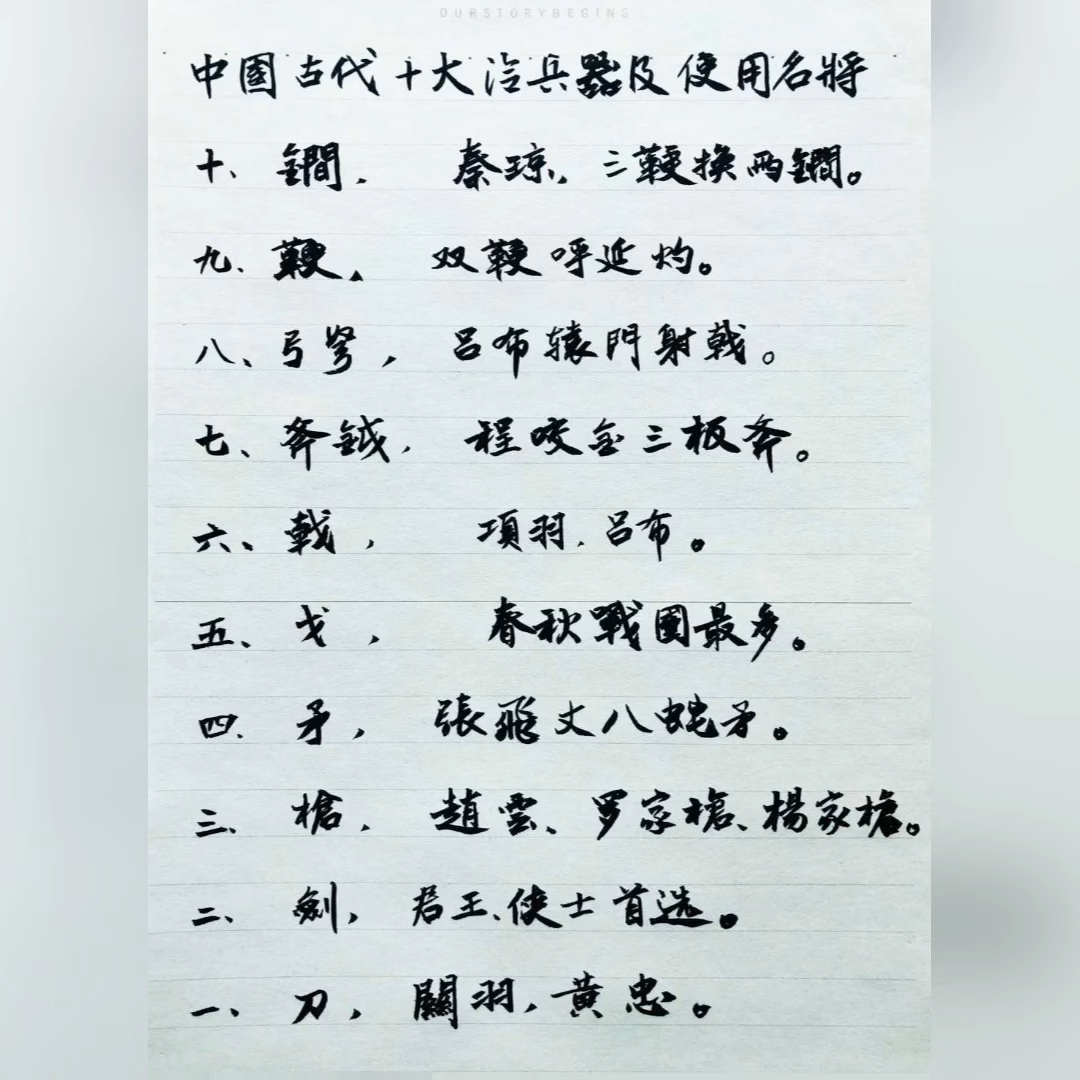 OURSTORYBEGINS
中國古代十大冷兵器及使用名將
十、鐧,秦琼,三鞭換两鐧。
九、鞭,双鞭呼延灼。
八、弓弩,吕布辕門射戟。
七、斧鉞,程咬金三板斧。
六、戟,項羽、吕布。
五、戈,春秋戰國最多。
四、矛,張飛丈八蛇矛。
三、槍,趙雲、罗家槍、楊家槍。
二、劍,君王、侠士首选。
一、刀,關羽,黄忠。